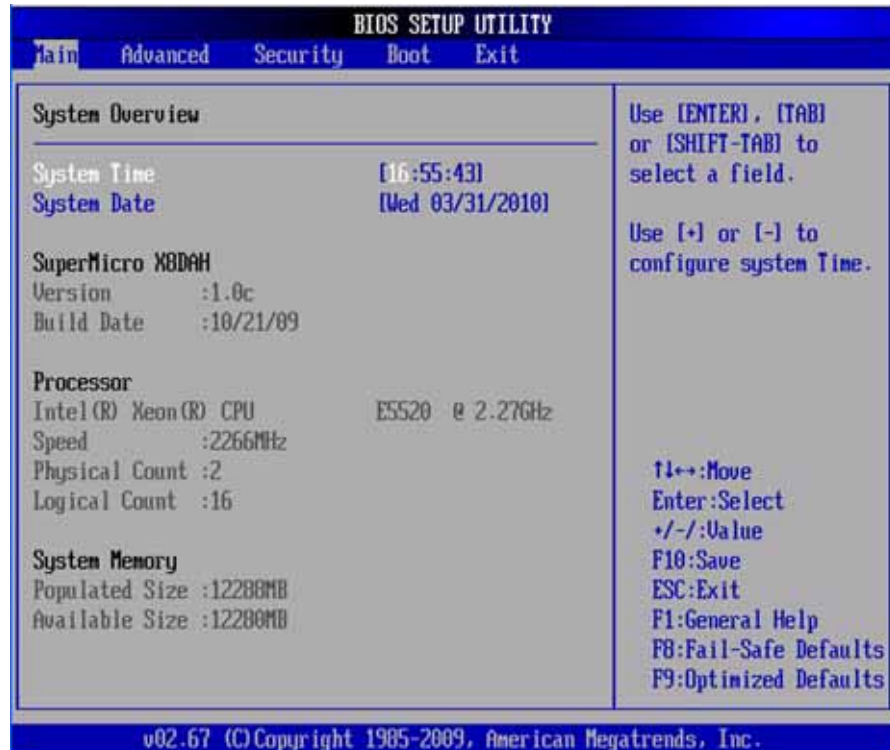 BIOS SETUP UTILITY
Main Advanced Security Boot Exit
System Overview
System Time [16:55:43]
System Date [Wed 03/31/2010]
SuperMicro X8DAH
Version :1.0c
Build Date :10/21/09
Processor
Intel(R) Xeon(R) CPU E5520 @ 2.27GHz
Speed :2266MHz
Physical Count :2
Logical Count :16
System Memory
Populated Size :12288MB
Available Size :12280MB
Use [ENTER], [TAB]
or [SHIFT-TAB] to
select a field.
Use [+] or [-] to
configure system Time.
↑↓↔:Move
Enter:Select
+/-/:Value
F10:Save
ESC:Exit
F1:General Help
F8:Fail-Safe Defaults
F9:Optimized Defaults
v02.67 (C)Copyright 1985-2009, American Megatrends, Inc.